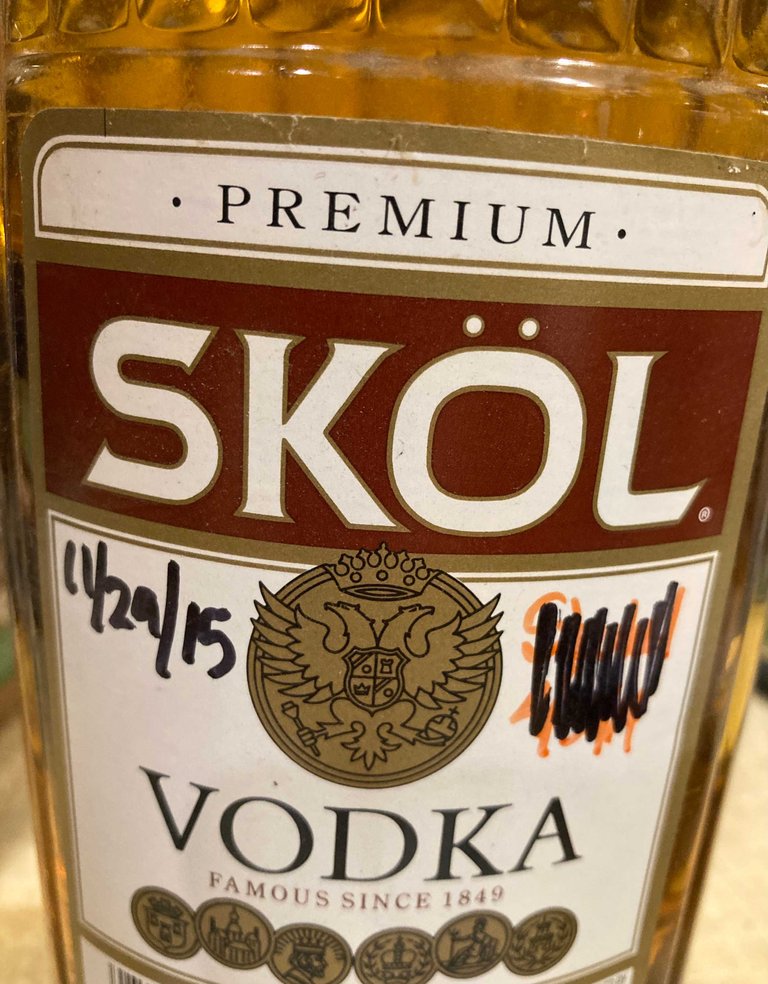 · PREMIUM ·
SKÖL®
11/29/15
VODKA
FAMOUS SINCE 1849